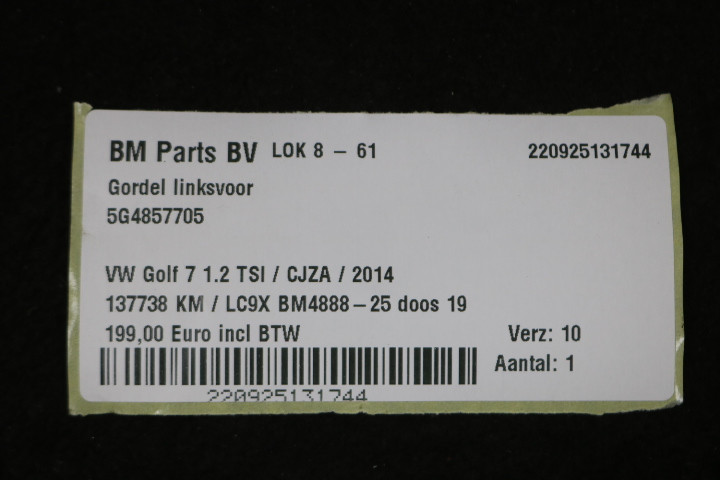 BM Parts BV LOK 8 - 61 220925131744
Gordel linksvoor
5G4857705
VW Golf 7 1.2 TSI / CJZA / 2014
137738 KM / LC9X BM4888-25 doos 19
199,00 Euro incl BTW Verz: 10
Aantal: 1
220925131744